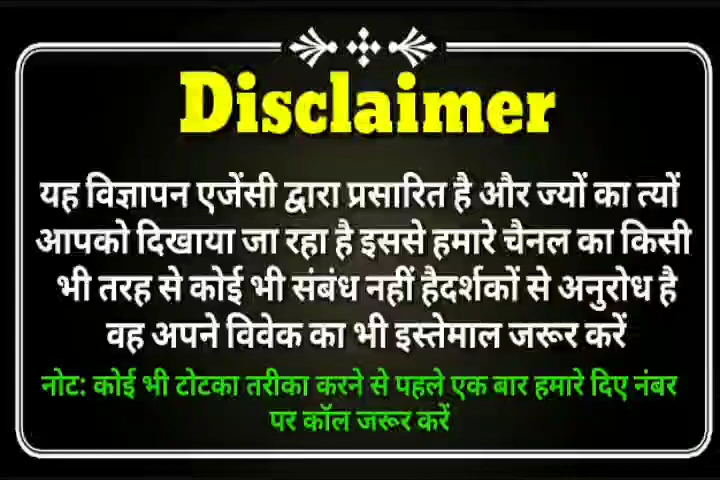 Disclaimer
यह विज्ञापन एजेंसी द्वारा प्रसारित है और ज्यों का त्यों
आपको दिखाया जा रहा है इससे हमारे चैनल का किसी
भी तरह से कोई भी संबंध नहीं हैदर्शकों से अनुरोध है
वह अपने विवेक का भी इस्तेमाल जरूर करें
नोट: कोई भी टोटका तरीका करने से पहले एक बार हमारे दिए नंबर
पर कॉल जरूर करें